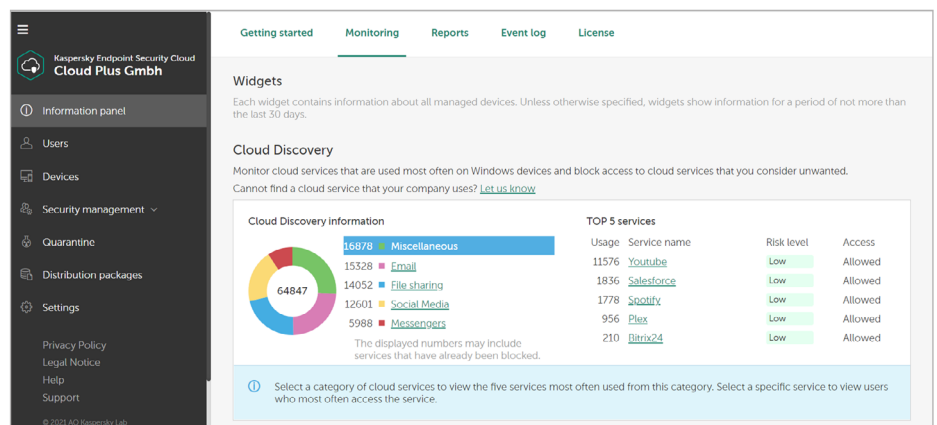 Kaspersky Endpoint Security Cloud
Cloud Plus Gmbh
Information panel
Users
Devices
Security management
Quarantine
Distribution packages
Settings
Privacy Policy
Legal Notice
Help
Support
© 2021 AO Kaspersky Lab
Getting started Monitoring Reports Event log License
Widgets
Each widget contains information about all managed devices. Unless otherwise specified, widgets show information for a period of not more than
the last 30 days.
Cloud Discovery
Monitor cloud services that are used most often on Windows devices and block access to cloud services that you consider unwanted.
Cannot find a cloud service that your company uses? Let us know
Cloud Discovery information
64847
16878 Miscellaneous
15328 Email
14052 File sharing
12601 Social Media
5988 Messengers
The displayed numbers may include
services that have already been blocked.
TOP 5 services
Usage Service name Risk level Access
11576 Youtube Low Allowed
1836 Salesforce Low Allowed
1778 Spotify Low Allowed
956 Plex Low Allowed
210 Bitrix24 Low Allowed
Select a category of cloud services to view the five services most often used from this category. Select a specific service to view users
who most often access the service.